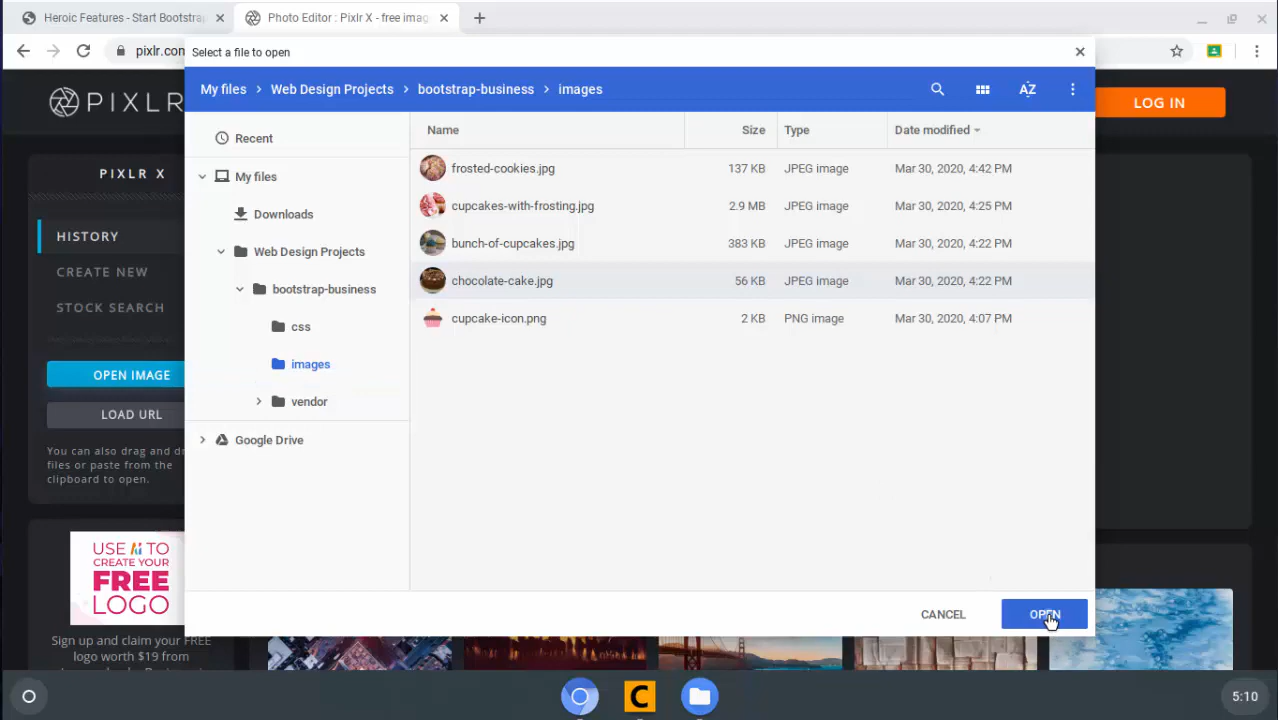 Heroic Features - Start Bootstra
Photo Editor : Pixlr X - free imag
pixlr.con
Select a file to open
My files > Web Design Projects > bootstrap-business > images
AZ
PIXLR
LOG IN
PIXLR X
HISTORY
CREATE NEW
STOCK SEARCH
OPEN IMAGE
LOAD URL
You can also drag and dr
files or paste from the
clipboard to open.
USE AI TO
CREATE YOUR
FREE
LOGO
Sign up and claim your FREE
logo worth $19 from
Recent
My files
Downloads
Web Design Projects
bootstrap-business
css
images
vendor
Google Drive
Name Size Type Date modified
frosted-cookies.jpg 137 KB JPEG image Mar 30, 2020, 4:42 PM
cupcakes-with-frosting.jpg 2.9 MB JPEG image Mar 30, 2020, 4:25 PM
bunch-of-cupcakes.jpg 383 KB JPEG image Mar 30, 2020, 4:22 PM
chocolate-cake.jpg 56 KB JPEG image Mar 30, 2020, 4:22 PM
cupcake-icon.png 2 KB PNG image Mar 30, 2020, 4:07 PM
CANCEL
OPEN
C
5:10